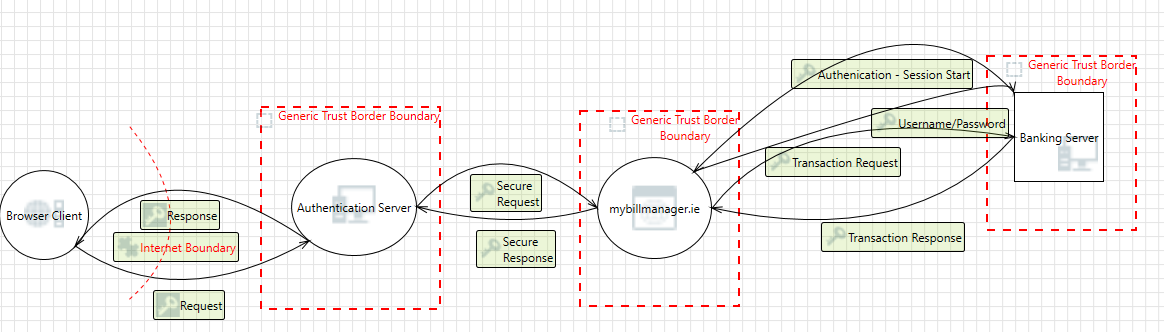 Generic Trust Border
Boundary
Authenication - Session Start
Generic Trust Border Boundary
Generic Trust Border
Boundary
Username/Password
Banking Server
Transaction Request
Secure
Request
Browser Client
Response
Authentication Server
mybillmanager.ie
Internet Boundary
Secure
Response
Transaction Response
Request